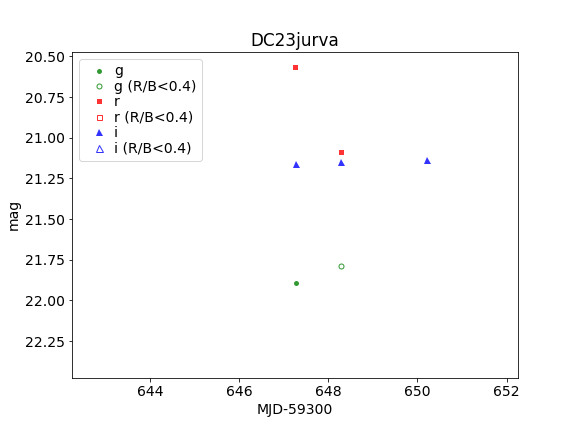 DC23jurva
20.50
20.75
21.00
21.25
21.50
21.75
22.00
22.25
mag
g
g (R/B<0.4)
r
r (R/B<0.4)
i
i (R/B<0.4)
644
646
648
650
652
MJD-59300